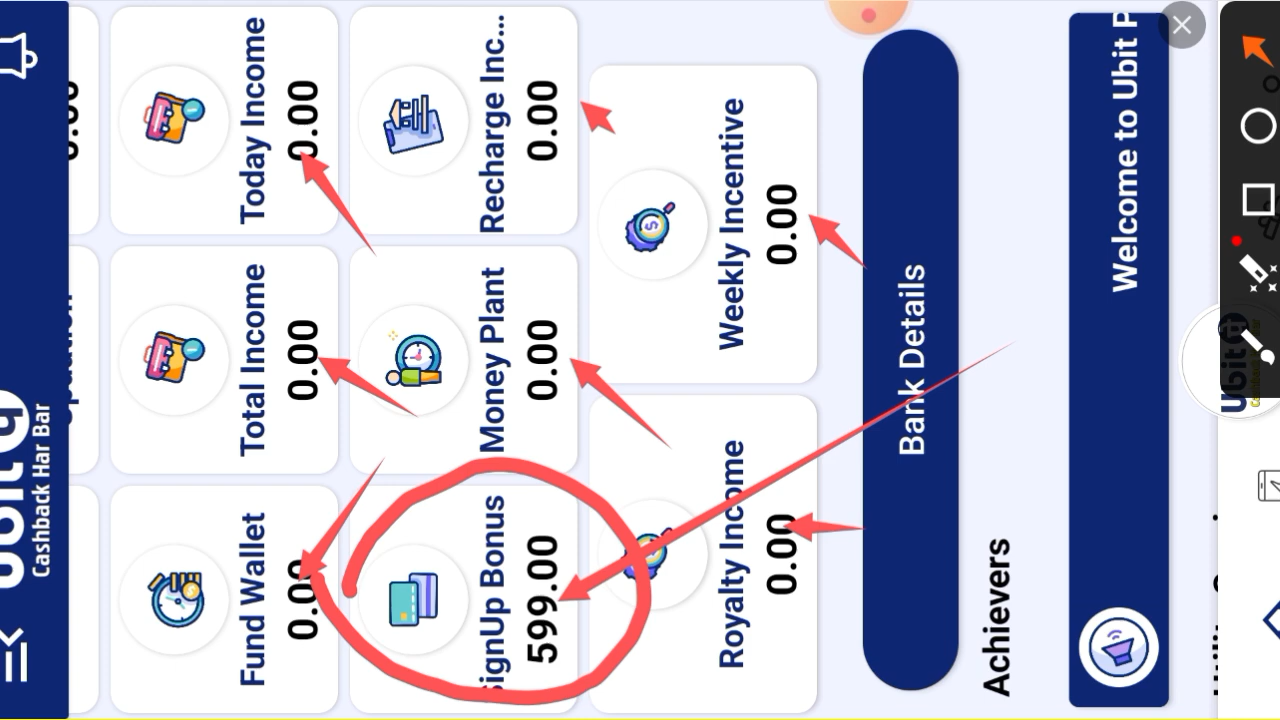 Cashback Har Bar
0.00
Fund Wallet
0.00
Total Income
0.00
Today Income
0.00
SignUp Bonus
599.00
Money Plant
0.00
Recharge Inc...
0.00
Royalty Income
0.00
Weekly Incentive
0.00
Bank Details
Achievers
Welcome to Ubit P
Ubit